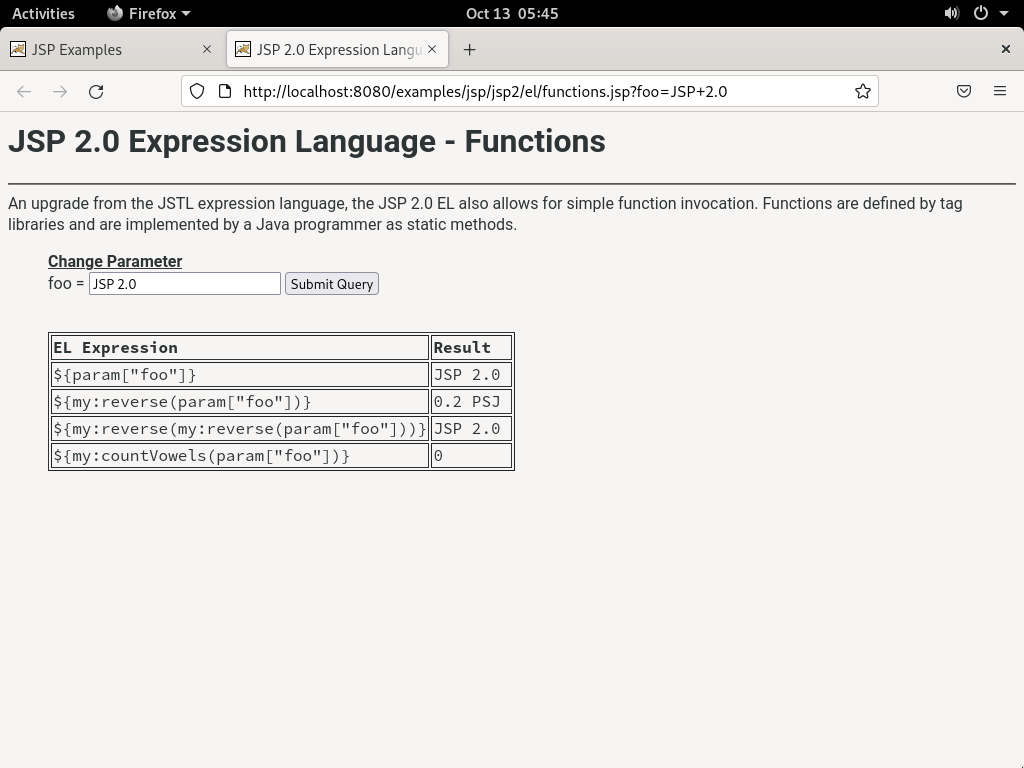 Activities Firefox Oct 13 05:45
JSP Examples JSP 2.0 Expression Langu
http://localhost:8080/examples/jsp/jsp2/el/functions.jsp?foo=JSP+2.0
JSP 2.0 Expression Language - Functions
An upgrade from the JSTL expression language, the JSP 2.0 EL also allows for simple function invocation. Functions are defined by tag
libraries and are implemented by a Java programmer as static methods.
Change Parameter
foo = JSP 2.0 Submit Query
EL Expression Result
${param["foo"]} JSP 2.0
${my:reverse(param["foo"])} 0.2 PSJ
${my:reverse(my:reverse(param["foo"]))} JSP 2.0
${my:countVowels(param["foo"])} 0